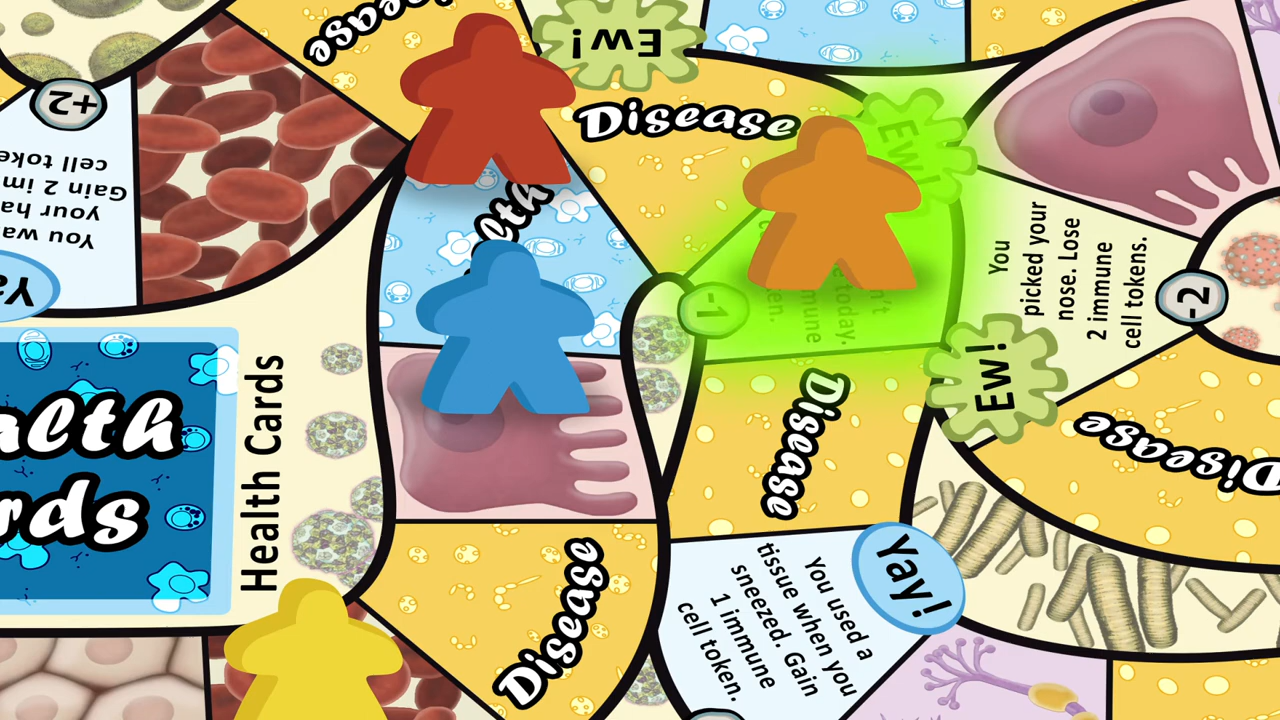 Disease
Ew!
Disease
Ew!
+2
You wa
your ha
Gain 2 im
cell toke
Ya
lth
You
picked your
nose. Lose
2 immune
cell tokens.
-2
Ew!
-1
t today.
mmune
en.
alth
rds
Health Cards
Disease
Disease
Disease
Yay!
You used a
tissue when you
sneezed. Gain
1 immune
cell token.